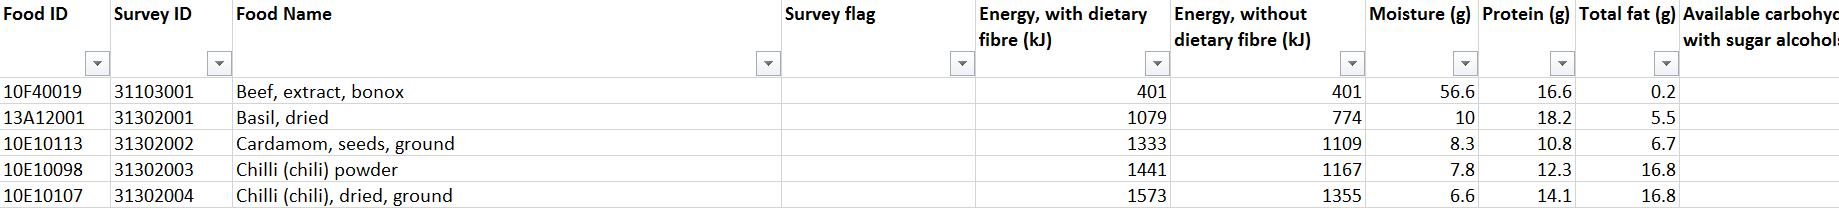 Food ID Survey ID Food Name Survey flag Energy, with dietary fibre (kJ) Energy, without dietary fibre (kJ) Moisture (g) Protein (g) Total fat (g) Available carbohyd with sugar alcohols
10F40019 31103001 Beef, extract, bonox 401 401 56.6 16.6 0.2
13A12001 31302001 Basil, dried 1079 774 10 18.2 5.5
10E10113 31302002 Cardamom, seeds, ground 1333 1109 8.3 10.8 6.7
10E10098 31302003 Chilli (chili) powder 1441 1167 7.8 12.3 16.8
10E10107 31302004 Chilli (chili), dried, ground 1573 1355 6.6 14.1 16.8